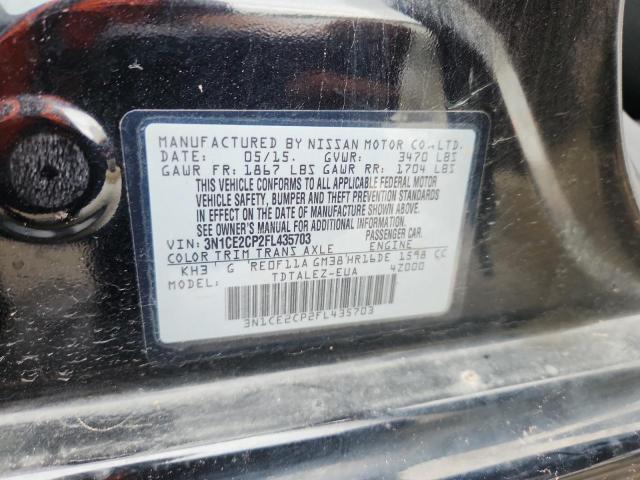 MANUFACTURED BY NISSAN MOTOR CO., LTD.
DATE: 05/15. GVWR: 3470 LBS
GAWR FR: 1867 LBS GAWR RR: 1704 LBS
THIS VEHICLE CONFORMS TO ALL APPLICABLE FEDERAL MOTOR
VEHICLE SAFETY, BUMPER AND THEFT PREVENTION STANDARDS
IN EFFECT ON THE DATE OF MANUFACTURE SHOWN ABOVE.
SEE OWNER'S MANUAL FOR ADDITIONAL INFORMATION.
VIN: 3N1CE2CP2FL435703 PASSENGER CAR.
COLOR TRIM TRANS AXLE ENGINE
KH3 G RE0F11A GM38 HR16DE 1598 CC
MODEL: TDTALEZ-EUA 42000
3N1CE2CP2FL435703